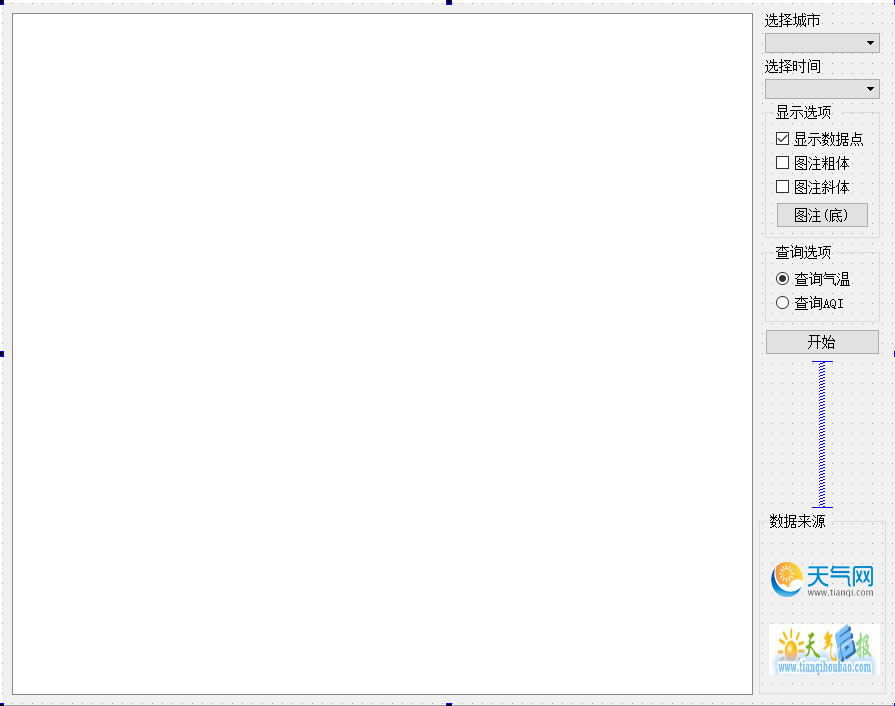 选择城市
选择时间
显示选项
显示数据点
图注粗体
图注斜体
图注(底)
查询选项
查询气温
查询AQI
开始
数据来源
天气网
www.tianqi.com
天气后报
www.tianqihoubao.com